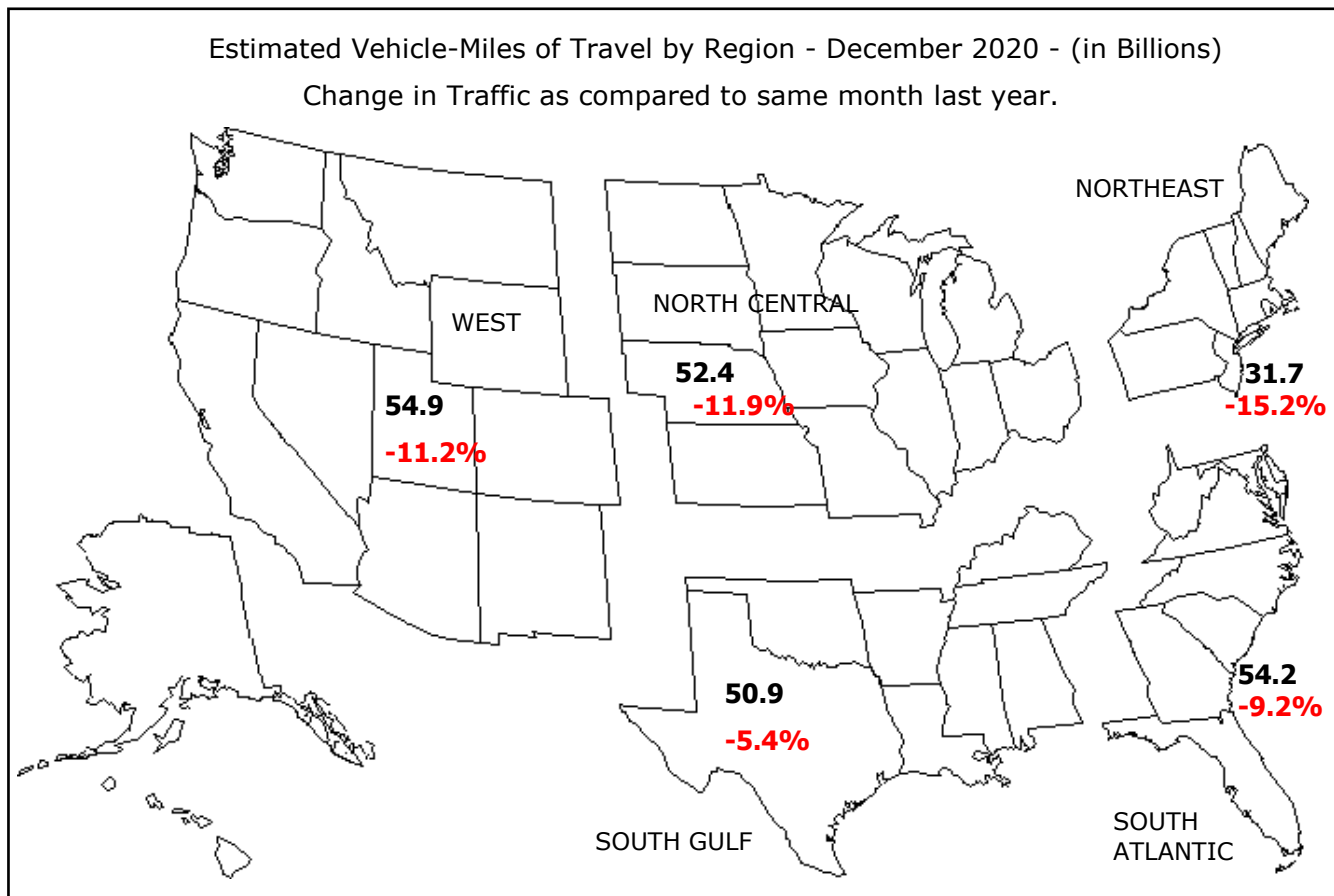 Estimated Vehicle-Miles of Travel by Region - December 2020 - (in Billions)
Change in Traffic as compared to same month last year.
NORTHEAST
31.7
-15.2%
NORTH CENTRAL
52.4
-11.9%
WEST
54.9
-11.2%
50.9
-5.4%
SOUTH GULF
54.2
-9.2%
SOUTH
ATLANTIC